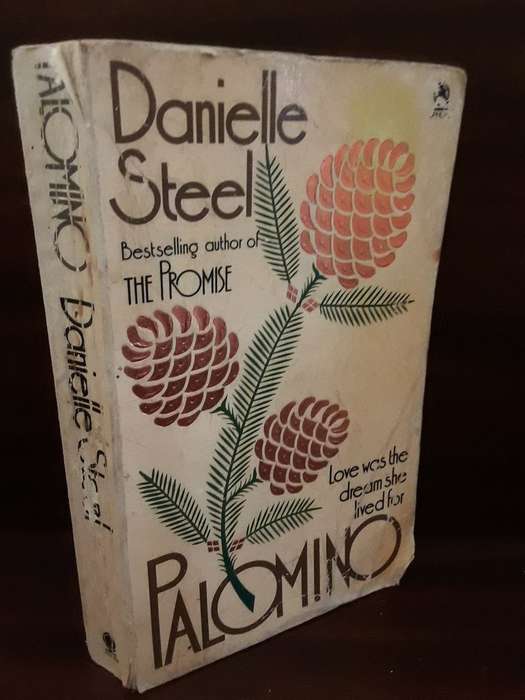 Danielle
Steel
Bestselling author of
THE PROMISE
Love was the
dream she
lived for
PALOMINO
PALOMINO Danielle Steel